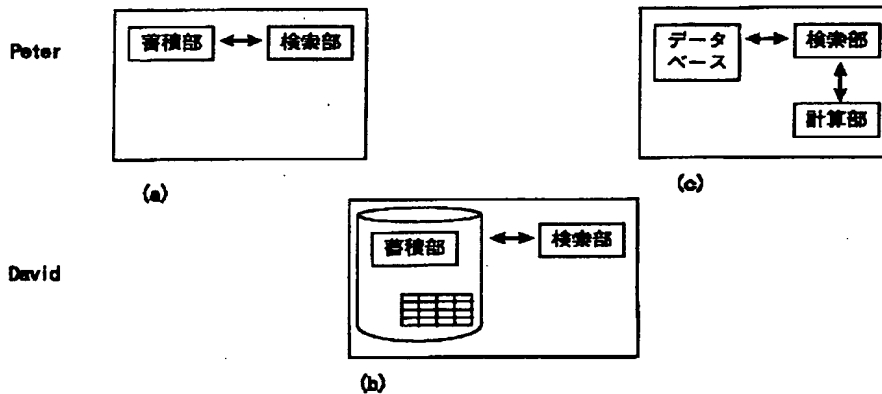 Peter
蓄積部
検索部
(a)
データ
ベース
検索部
計算部
(c)
David
蓄積部
検索部
(b)